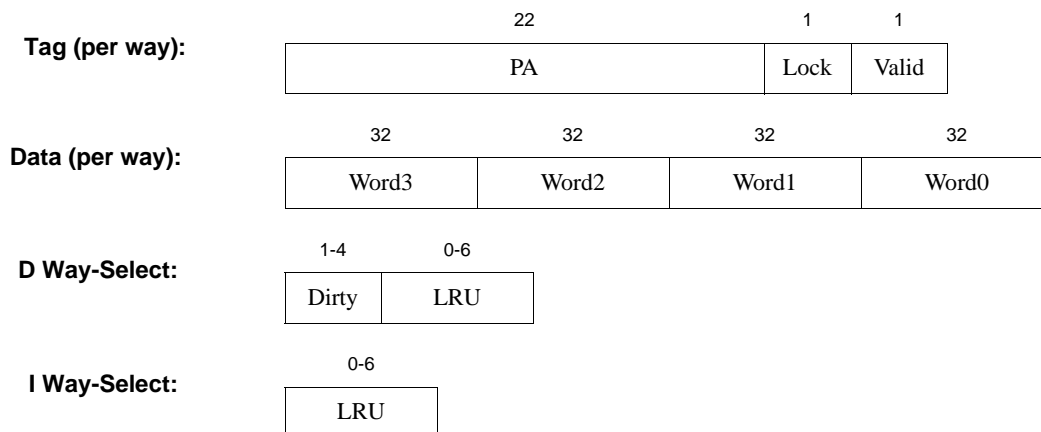 22 1 1
Tag (per way):
PA Lock Valid
32 32 32 32
Data (per way):
Word3 Word2 Word1 Word0
1-4 0-6
D Way-Select:
Dirty LRU
0-6
I Way-Select:
LRU